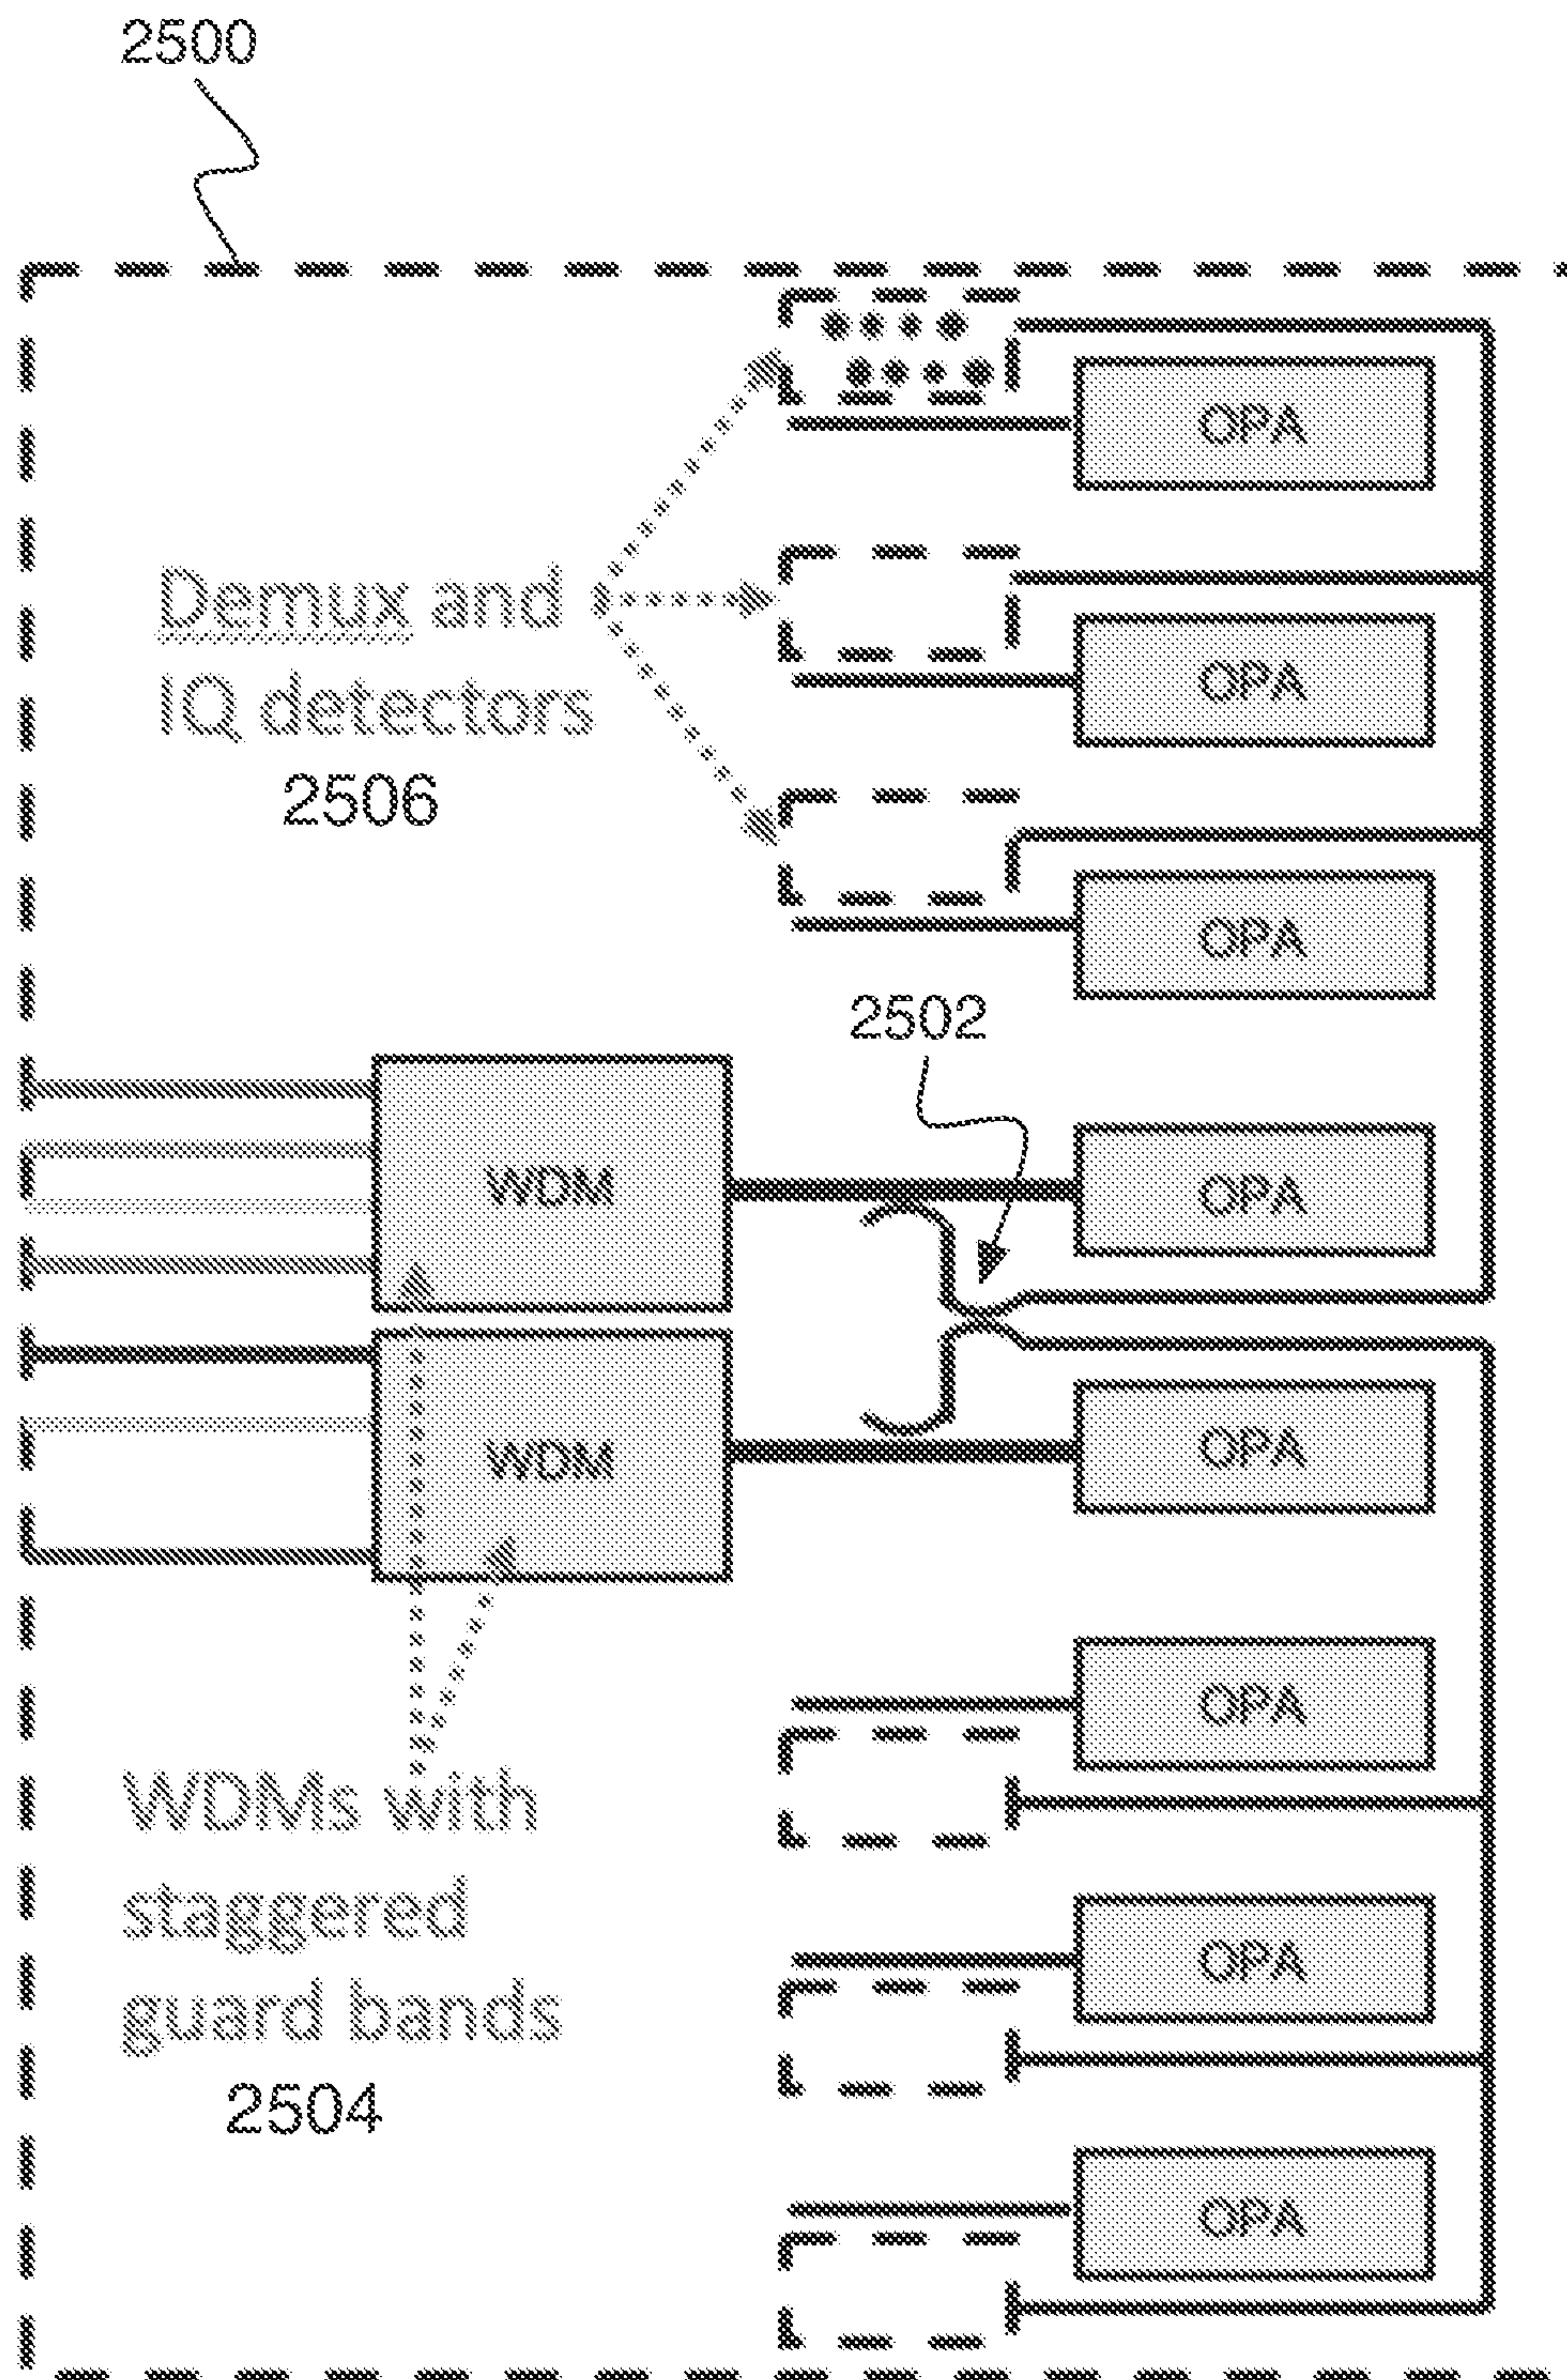 2500
OPA
Demux and
IQ detectors
2506
OPA
OPA
2502
WDM
OPA
WDM
OPA
OPA
WDMs with
staggered
guard bands
2504
OPA
OPA